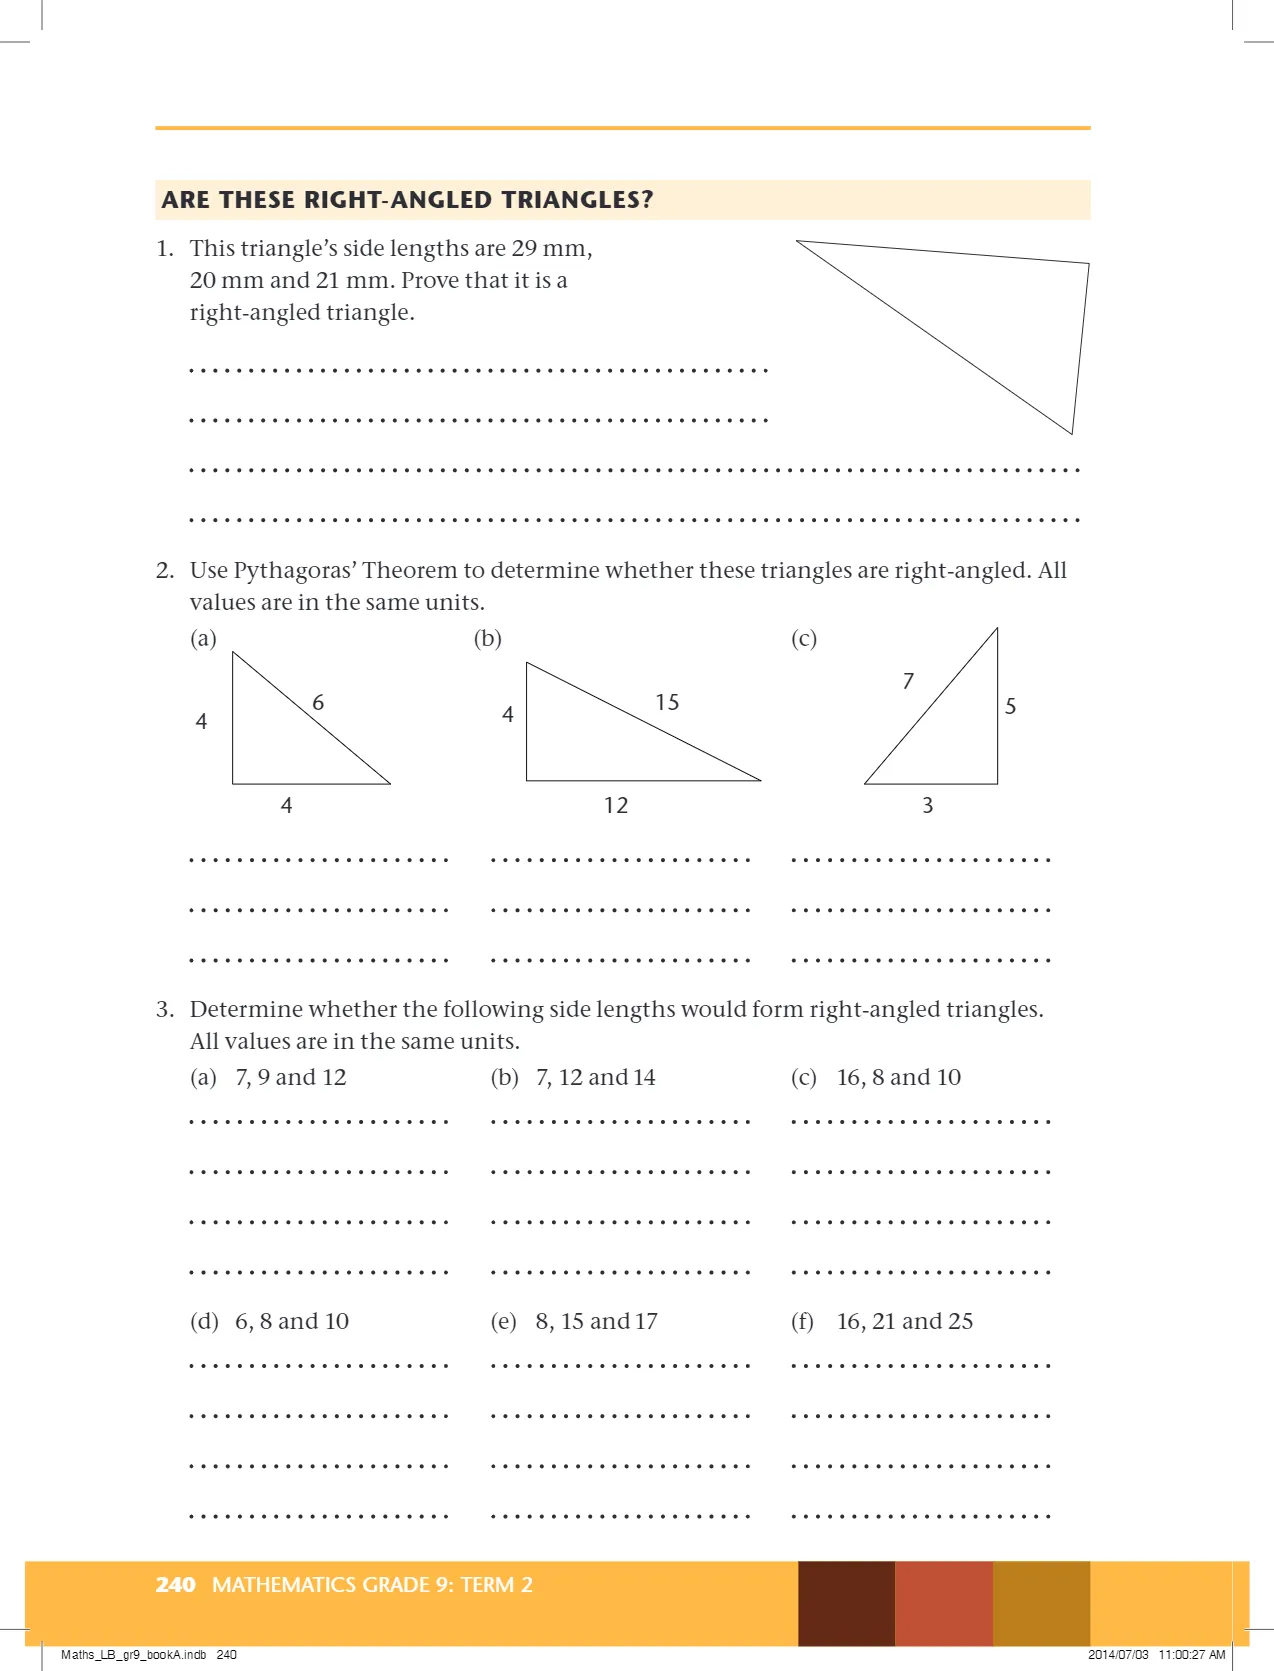 ARE THESE RIGHT-ANGLED TRIANGLES?
1. This triangle’s side lengths are 29 mm,
20 mm and 21 mm. Prove that it is a
right-angled triangle.
2. Use Pythagoras’ Theorem to determine whether these triangles are right-angled. All
values are in the same units.
(a) (b) (c)
4 6 4
4 15 12
7 5 3
3. Determine whether the following side lengths would form right-angled triangles.
All values are in the same units.
(a) 7, 9 and 12 (b) 7, 12 and 14 (c) 16, 8 and 10
(d) 6, 8 and 10 (e) 8, 15 and 17 (f) 16, 21 and 25
240 MATHEMATICS GRADE 9: TERM 2
Maths_LB_gr9_bookA.indb 240 2014/07/03 11:00:27 AM